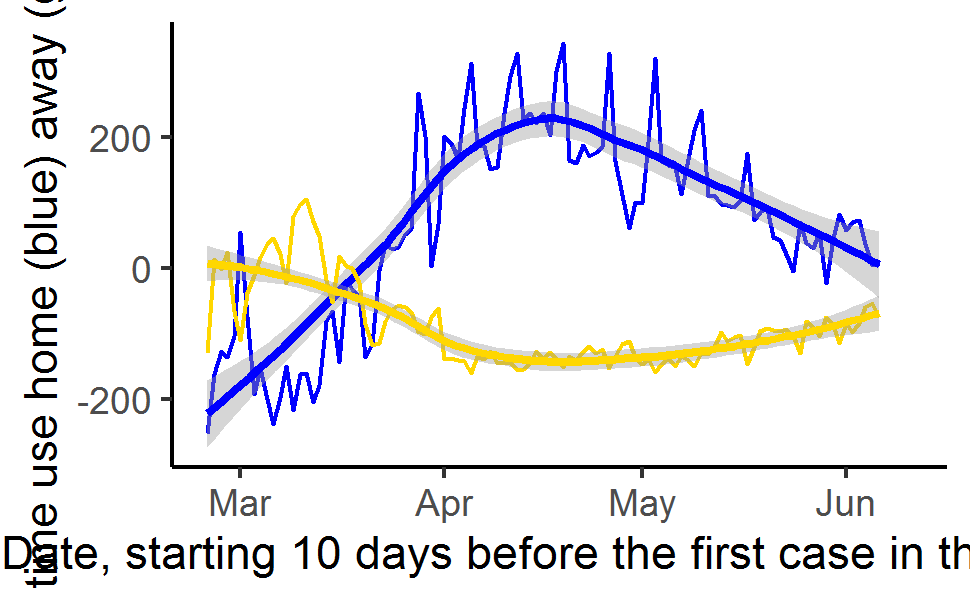 time use home (blue) away (
200
0
-200
Mar Apr May Jun
Date, starting 10 days before the first case in th